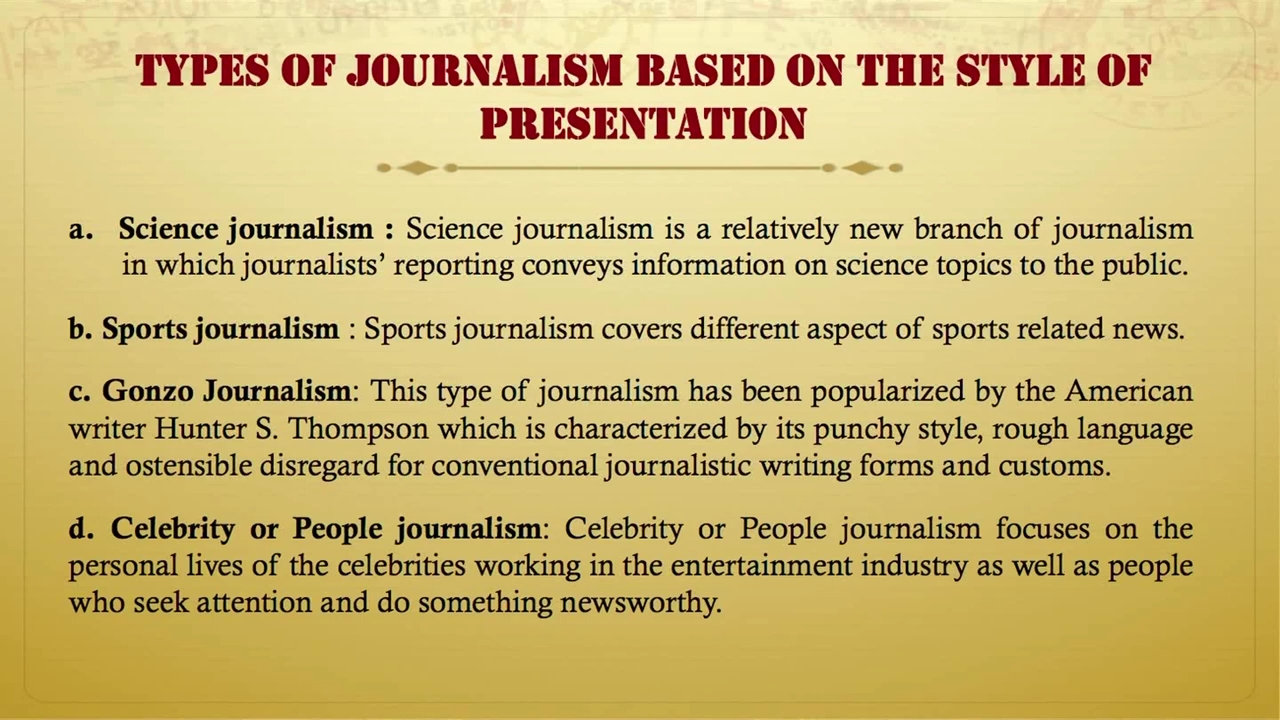 TYPES OF JOURNALISM BASED ON THE STYLE OF
PRESENTATION
a. Science journalism : Science journalism is a relatively new branch of journalism
in which journalists’ reporting conveys information on science topics to the public.
b. Sports journalism : Sports journalism covers different aspect of sports related news.
c. Gonzo Journalism: This type of journalism has been popularized by the American
writer Hunter S. Thompson which is characterized by its punchy style, rough language
and ostensible disregard for conventional journalistic writing forms and customs.
d. Celebrity or People journalism: Celebrity or People journalism focuses on the
personal lives of the celebrities working in the entertainment industry as well as people
who seek attention and do something newsworthy.